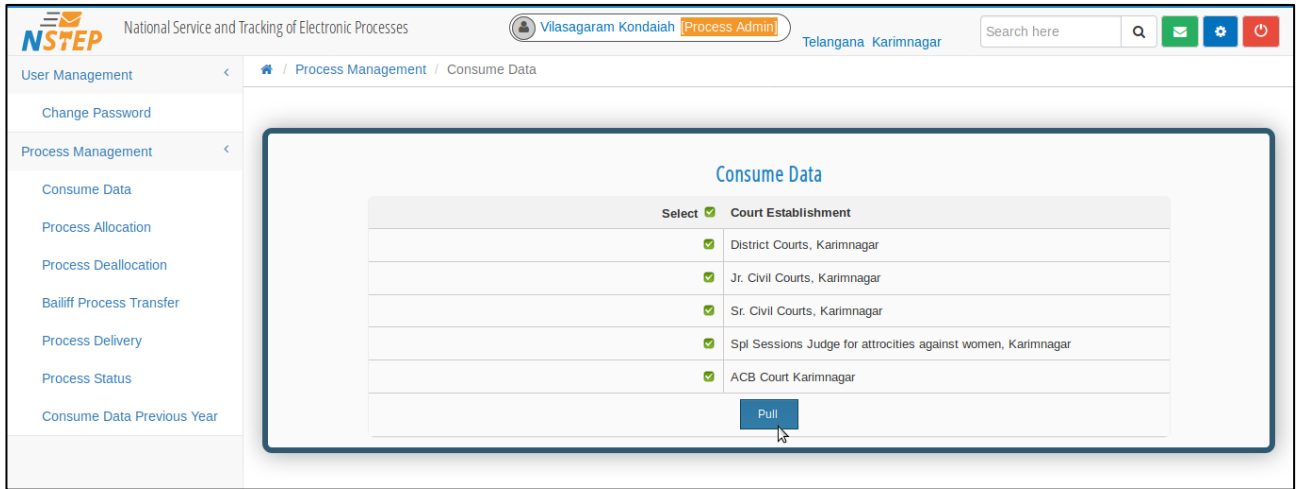 NSTEP National Service and Tracking of Electronic Processes Vilasagaram Kondaiah [Process Admin] Telangana Karimnagar Search here
User Management
/ Process Management / Consume Data
Change Password
Process Management
Consume Data
Process Allocation
Process Deallocation
Bailiff Process Transfer
Process Delivery
Process Status
Consume Data Previous Year
Consume Data
Select Court Establishment
District Courts, Karimnagar
Jr. Civil Courts, Karimnagar
Sr. Civil Courts, Karimnagar
Spl Sessions Judge for attrocities against women, Karimnagar
ACB Court Karimnagar
Pull